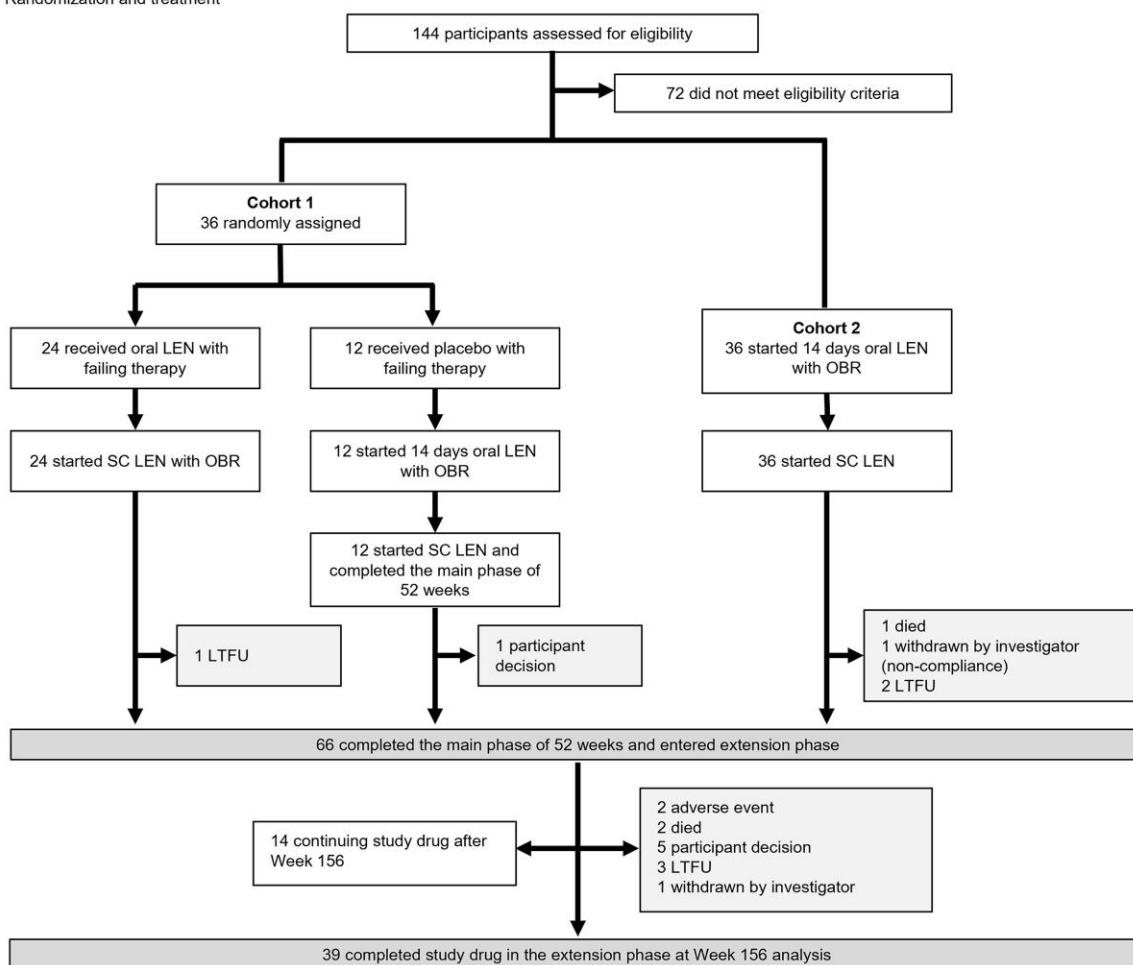 Randomization and treatment
144 participants assessed for eligibility
72 did not meet eligibility criteria
Cohort 1
36 randomly assigned
24 received oral LEN with
failing therapy
12 received placebo with
failing therapy
Cohort 2
36 started 14 days oral LEN
with OBR
24 started SC LEN with OBR
12 started 14 days oral LEN
with OBR
36 started SC LEN
12 started SC LEN and
completed the main phase of
52 weeks
1 LTFU
1 participant
decision
1 died
1 withdrawn by investigator
(non-compliance)
2 LTFU
66 completed the main phase of 52 weeks and entered extension phase
14 continuing study drug after
Week 156
2 adverse event
2 died
5 participant decision
3 LTFU
1 withdrawn by investigator
39 completed study drug in the extension phase at Week 156 analysis